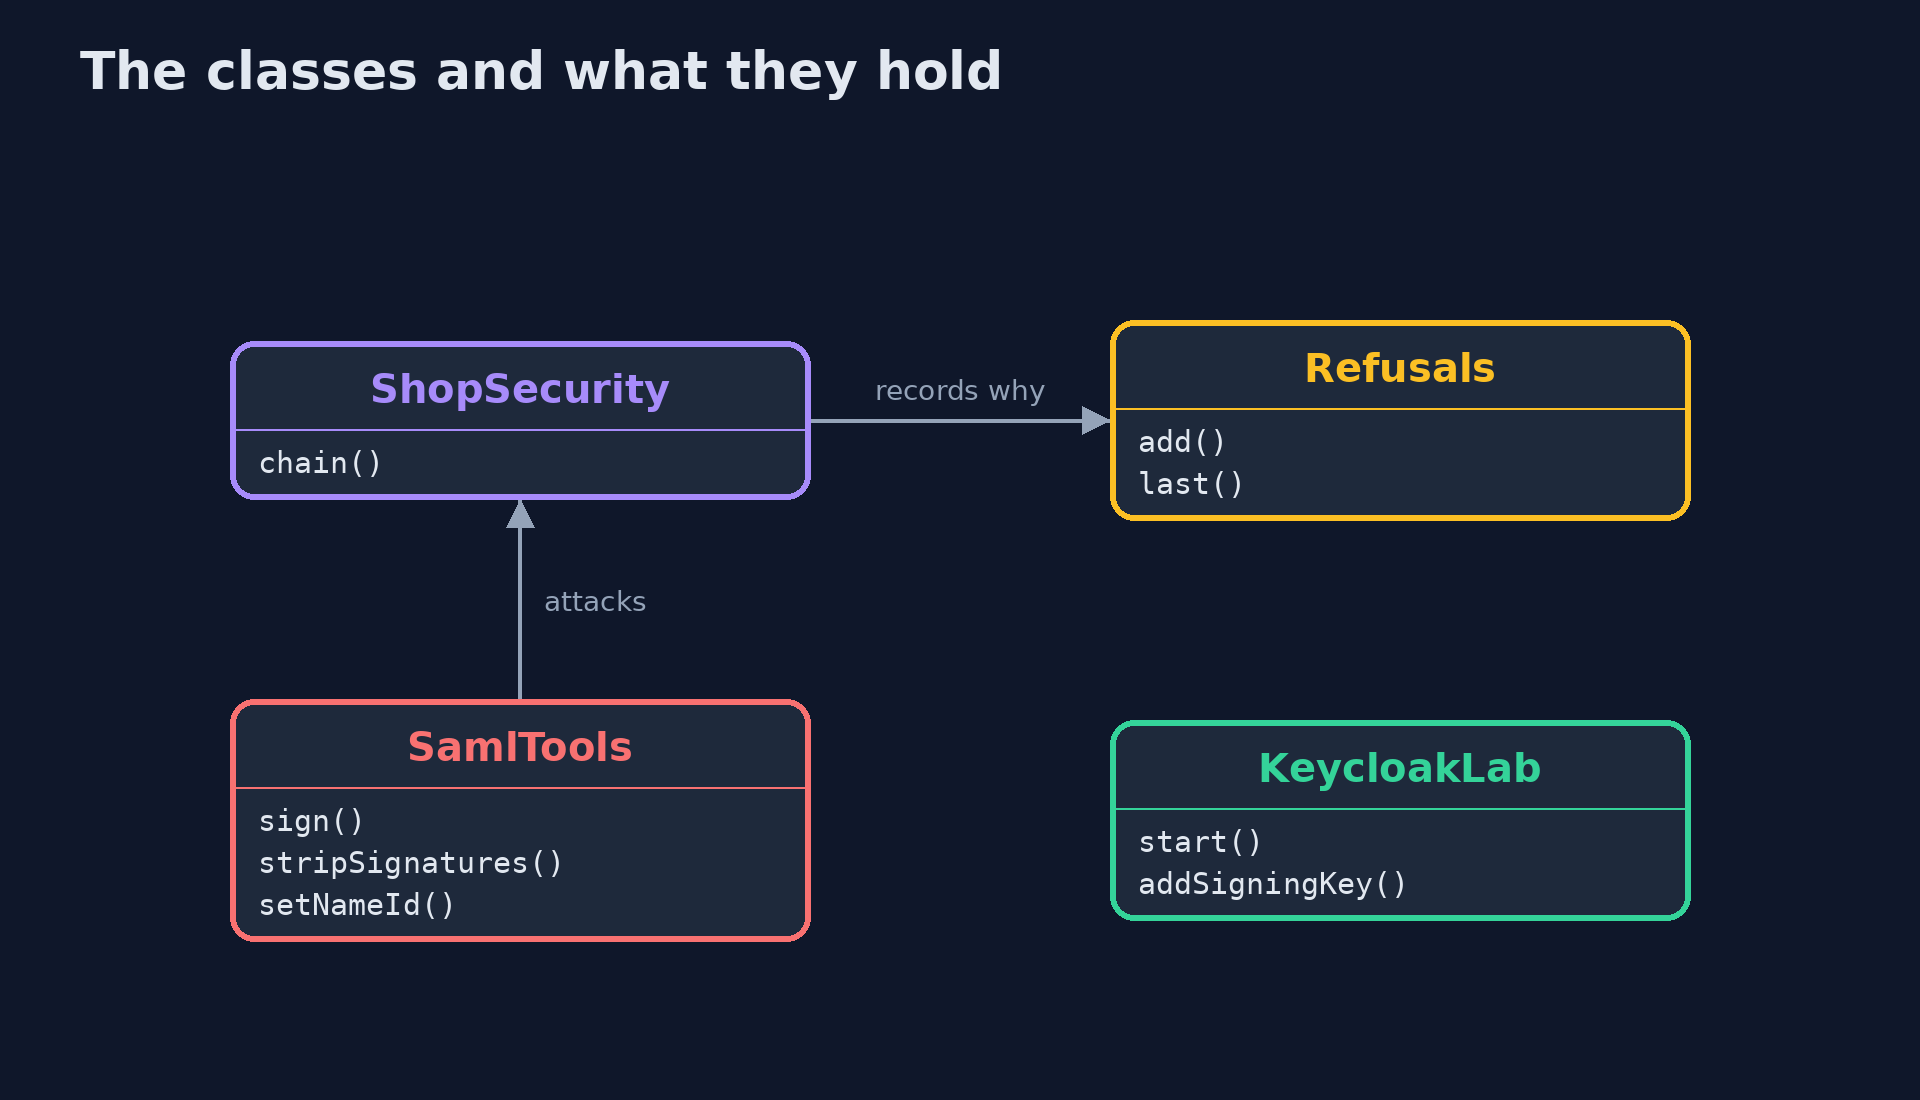 The classes and what they hold
ShopSecurity
chain()
records why
Refusals
add()
last()
attacks
SamlTools
sign()
stripSignatures()
setNameId()
KeycloakLab
start()
addSigningKey()